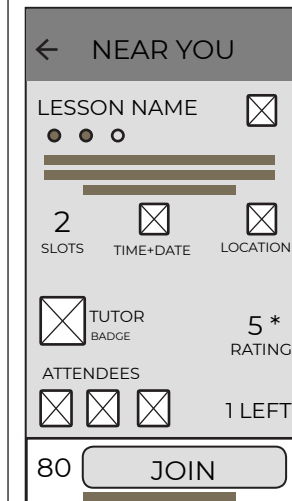 NEAR YOU
LESSON NAME
2
SLOTS
TIME+DATE
LOCATION
TUTOR
BADGE
5 *
RATING
ATTENDEES
1 LEFT
80
JOIN